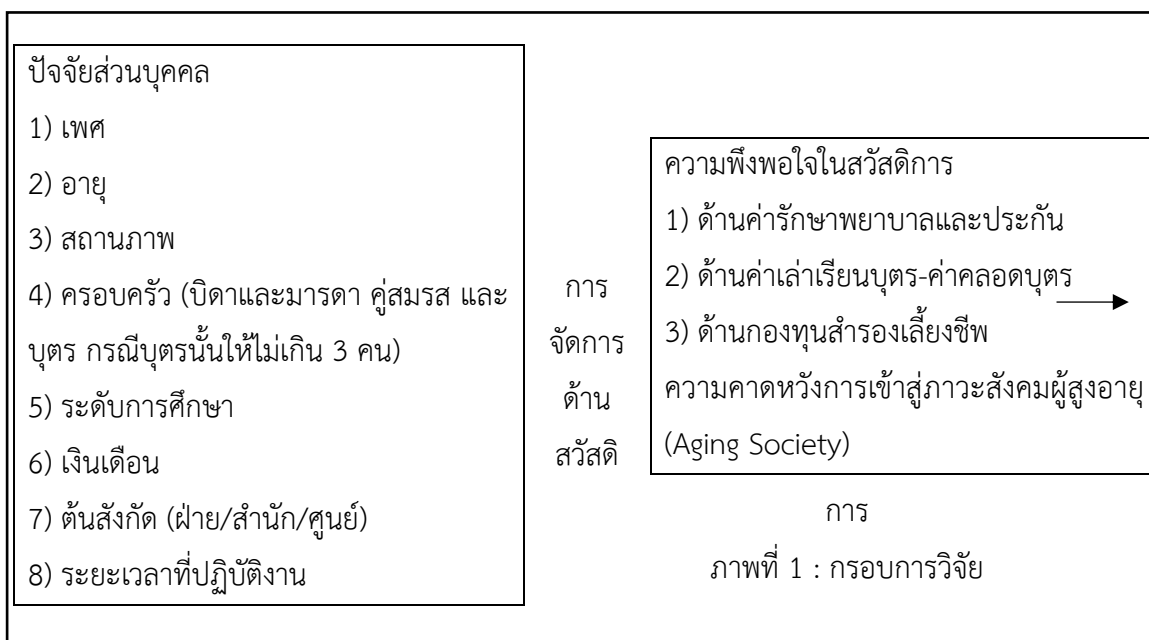 ปัจจัยส่วนบุคคล
1) เพศ
2) อายุ
3) สถานภาพ
4) ครอบครัว (บิดาและมารดา คู่สมรส และ
บุตร กรณีบุตรนั้นให้ไม่เกิน 3 คน)
5) ระดับการศึกษา
6) เงินเดือน
7) ต้นสังกัด (ฝ่าย/สำนัก/ศูนย์)
8) ระยะเวลาที่ปฏิบัติงาน
การ
จัดการ
ด้าน
สวัสดิ
การ
ความพึงพอใจในสวัสดิการ
1) ด้านค่ารักษาพยาบาลและประกัน
2) ด้านค่าเล่าเรียนบุตร-ค่าคลอดบุตร
3) ด้านกองทุนสำรองเลี้ยงชีพ
ความคาดหวังการเข้าสู่ภาวะสังคมผู้สูงอายุ
(Aging Society)
ภาพที่ 1 : กรอบการวิจัย